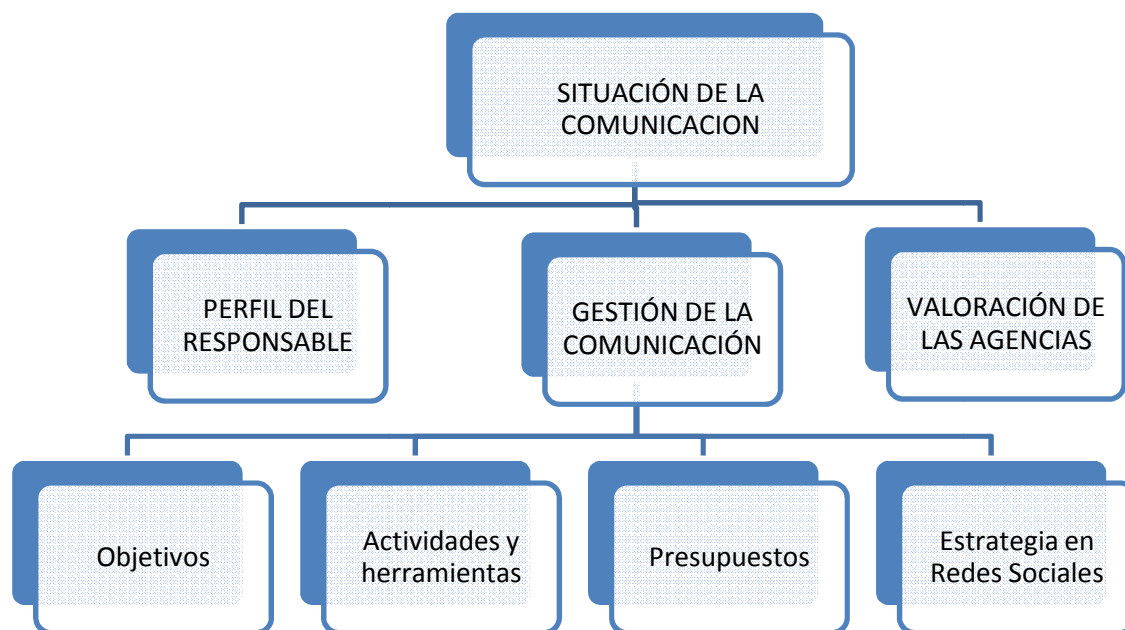 SITUACIÓN DE LA
COMUNICACION
PERFIL DEL
RESPONSABLE
GESTIÓN DE LA
COMUNICACIÓN
VALORACIÓN DE
LAS AGENCIAS
Objetivos
Actividades y
herramientas
Presupuestos
Estrategia en
Redes Sociales